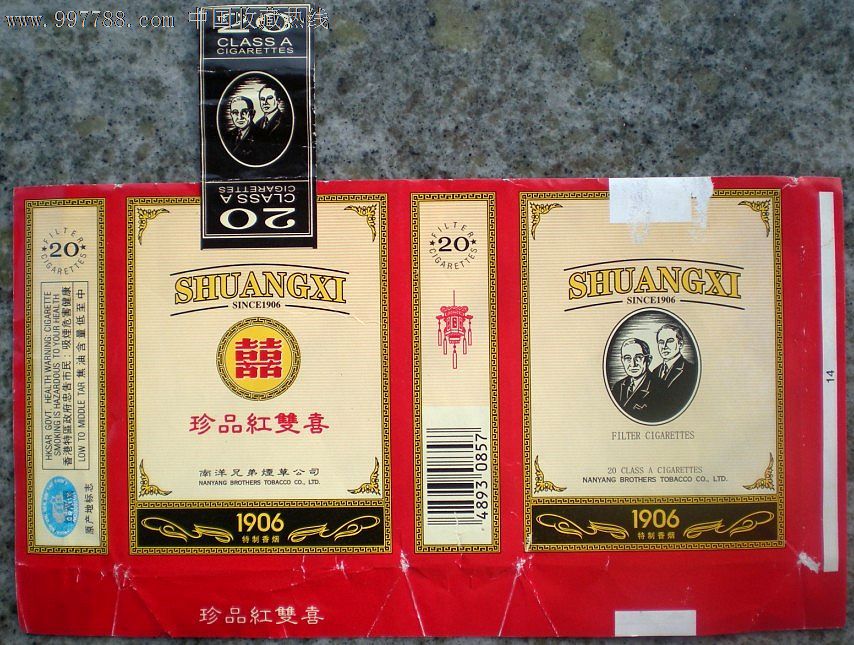 www.997788.com 中国收藏热线
20
CLASS A
CIGARETTES
20
CLASS A
CIGARETTES
FILTER
20
CIGARETTES
HKSAR GOVT. HEALTH WARNING: CIGARETTE
SMOKING IS HAZARDOUS TO YOUR HEALTH
香港特區政府忠告市民：吸煙危害健康
LOW TO MIDDLE TAR 焦油含量低至中
原产地标志
SHUANGXI
SINCE1906
囍
珍品紅雙喜
南洋兄弟煙草公司
NANYANG BROTHERS TOBACCO CO., LTD.
1906
特制香烟
珍品紅雙喜
FILTER
20
CIGARETTES
4893 0857
SHUANGXI
SINCE1906
FILTER CIGARETTES
20 CLASS A CIGARETTES
NANYANG BROTHERS TOBACCO CO., LTD.
1906
特制香烟
14